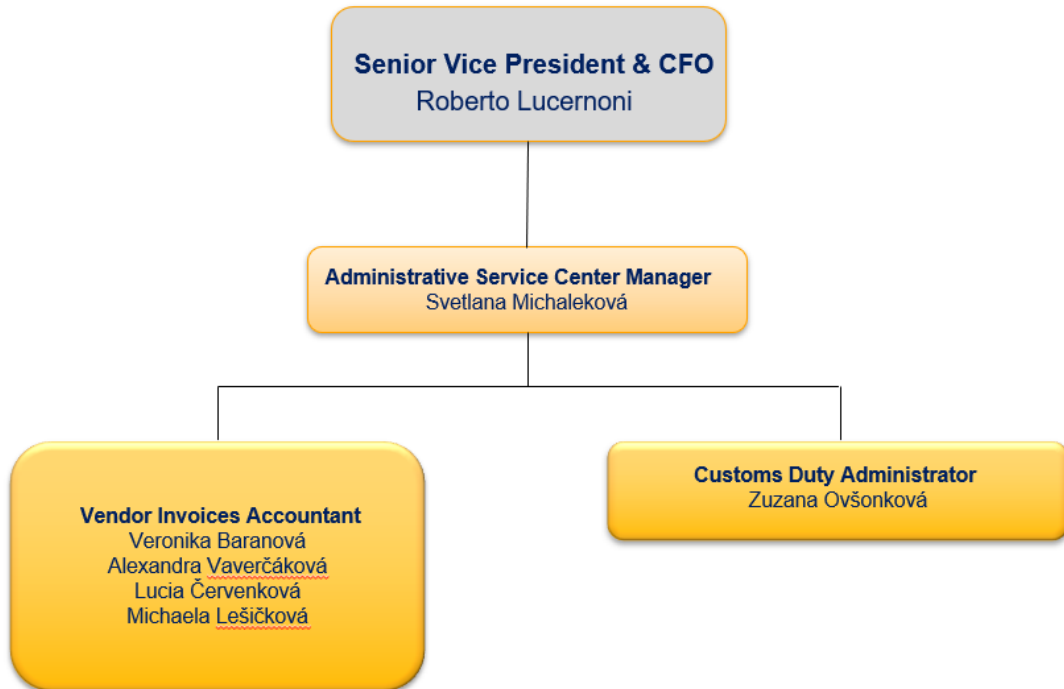 Senior Vice President & CFO
Roberto Lucernoni
Administrative Service Center Manager
Svetlana Michaleková
Vendor Invoices Accountant
Veronika Baranová
Alexandra Vaverčáková
Lucia Červenková
Michaela Lešičková
Customs Duty Administrator
Zuzana Ovšonková